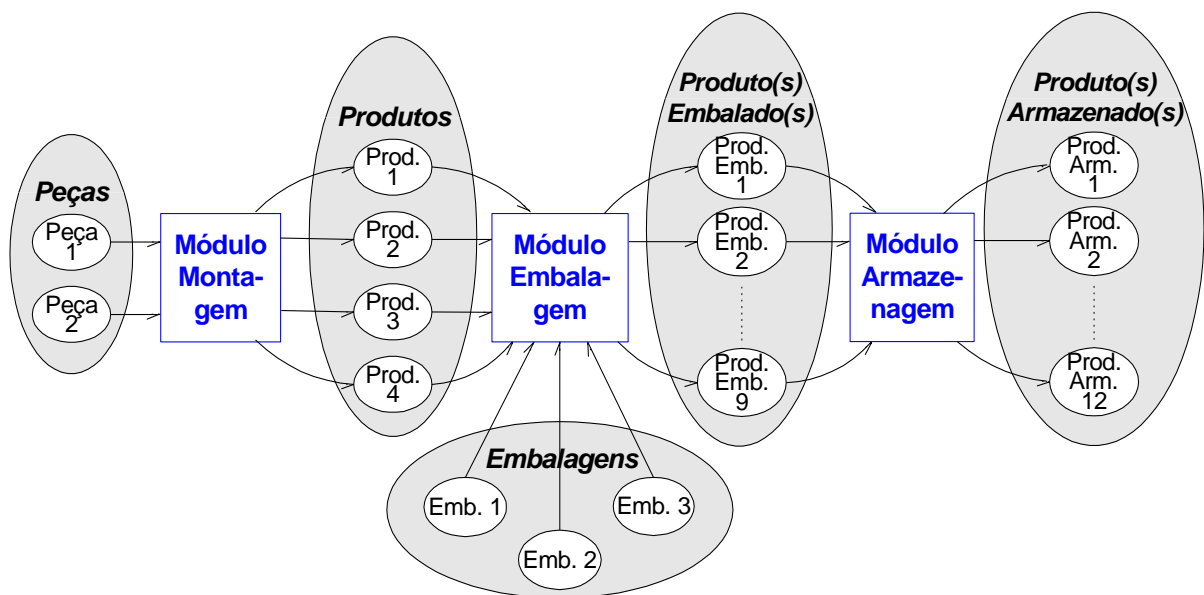 Peças
Peça
1
Peça
2
Módulo
Monta-
gem
Produtos
Prod.
1
Prod.
2
Prod.
3
Prod.
4
Módulo
Embala-
gem
Embalagens
Emb. 1
Emb. 2
Emb. 3
Produto(s)
Embalado(s)
Prod.
Emb.
1
Prod.
Emb.
2
Prod.
Emb.
9
Módulo
Armaze-
nagem
Produto(s)
Armazenado(s)
Prod.
Arm.
1
Prod.
Arm.
2
Prod.
Arm.
12